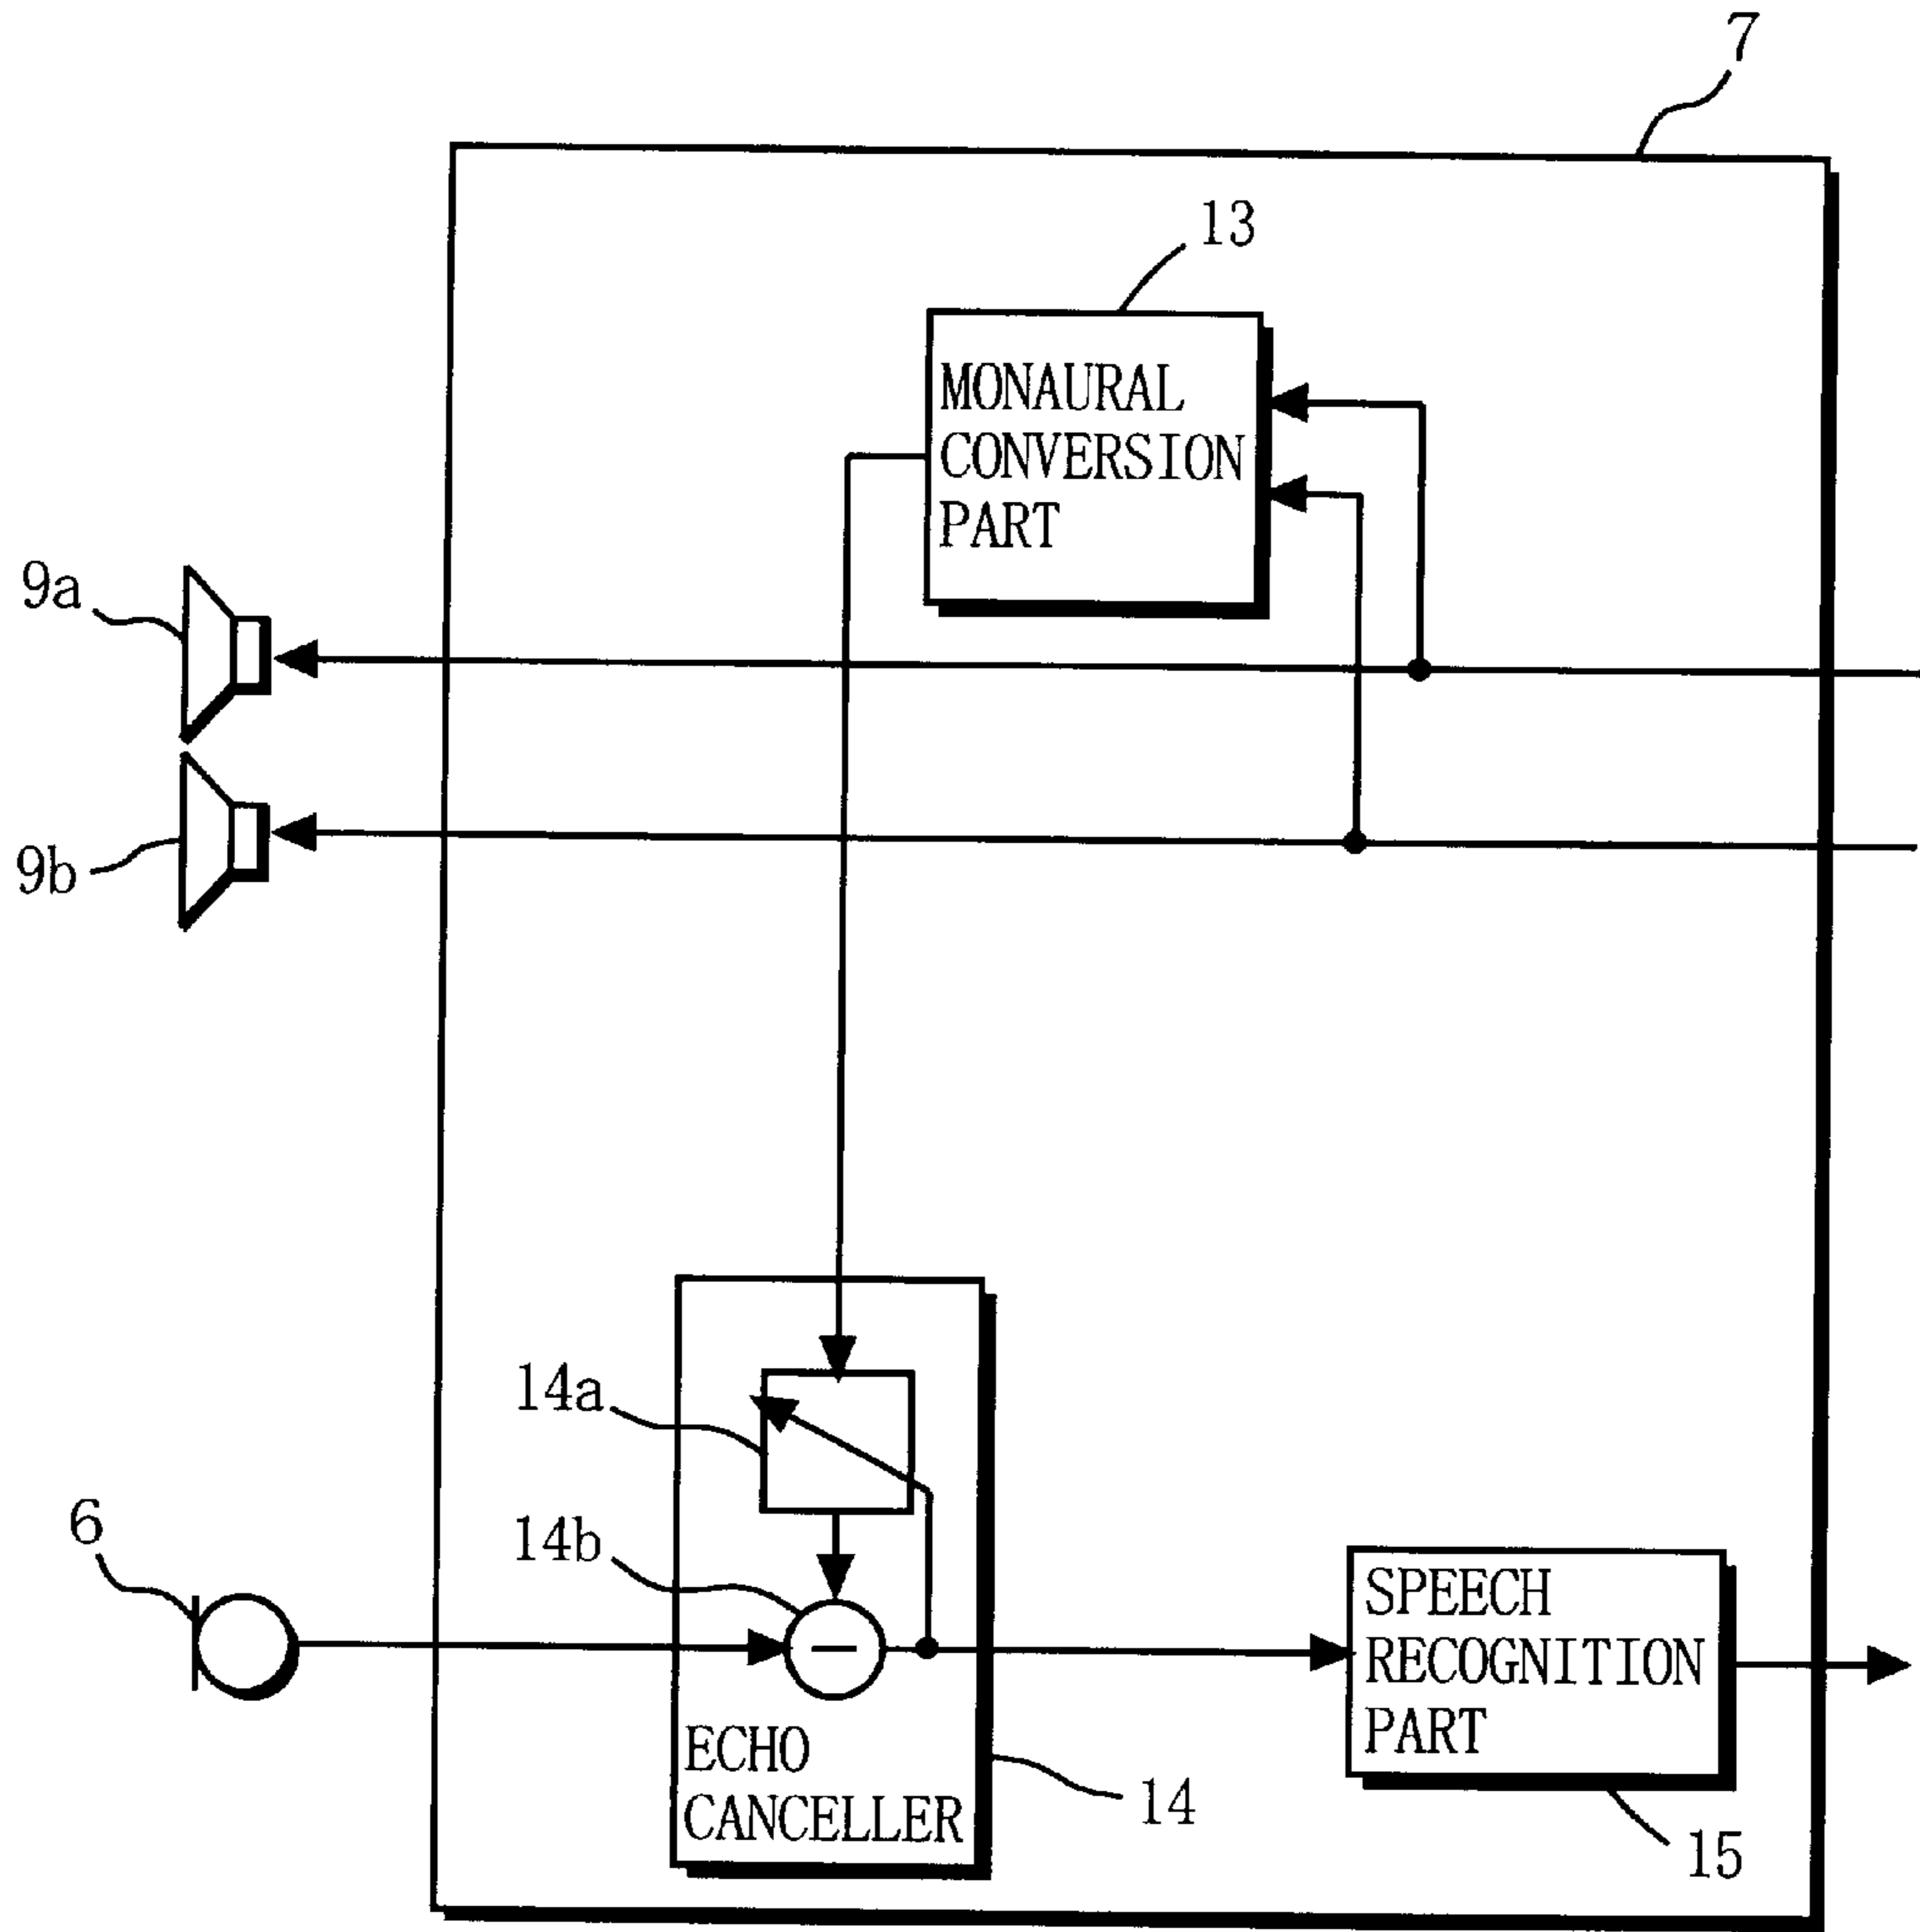 7
13
MONAURAL
CONVERSION
PART
9a
9b
14a
14b
6
SPEECH
RECOGNITION
PART
ECHO
CANCELLER
14
15